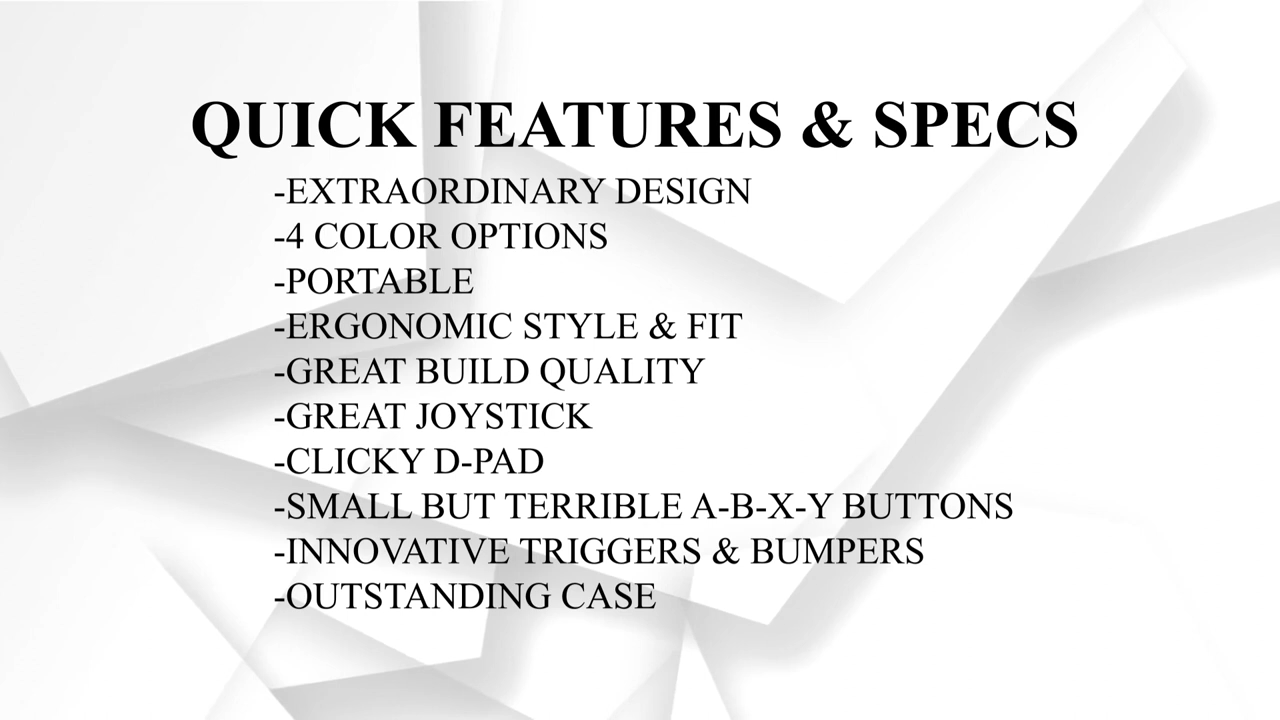 QUICK FEATURES & SPECS
-EXTRAORDINARY DESIGN
-4 COLOR OPTIONS
-PORTABLE
-ERGONOMIC STYLE & FIT
-GREAT BUILD QUALITY
-GREAT JOYSTICK
-CLICKY D-PAD
-SMALL BUT TERRIBLE A-B-X-Y BUTTONS
-INNOVATIVE TRIGGERS & BUMPERS
-OUTSTANDING CASE